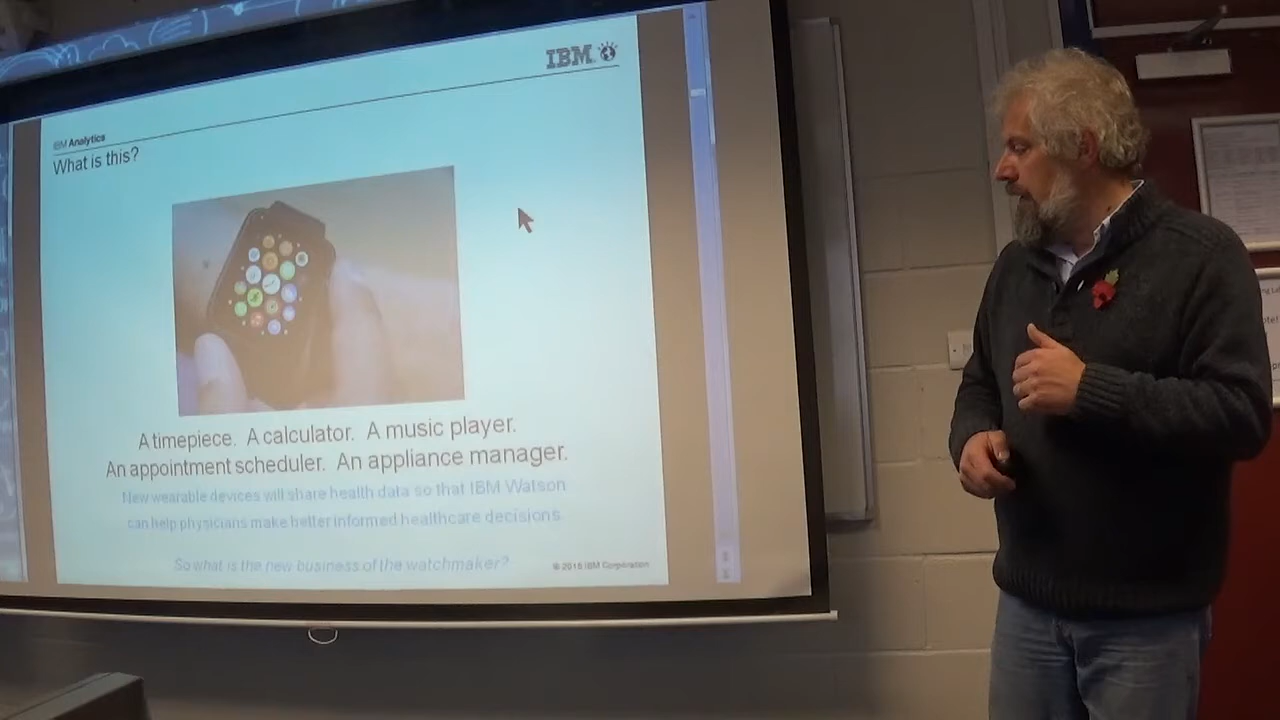 IBM
IBM Analytics
What is this?
A timepiece. A calculator. A music player.
An appointment scheduler. An appliance manager.
New wearable devices will share health data so that IBM Watson
can help physicians make better informed healthcare decisions.
So what is the new business of the watchmaker?
© 2015 IBM Corporation